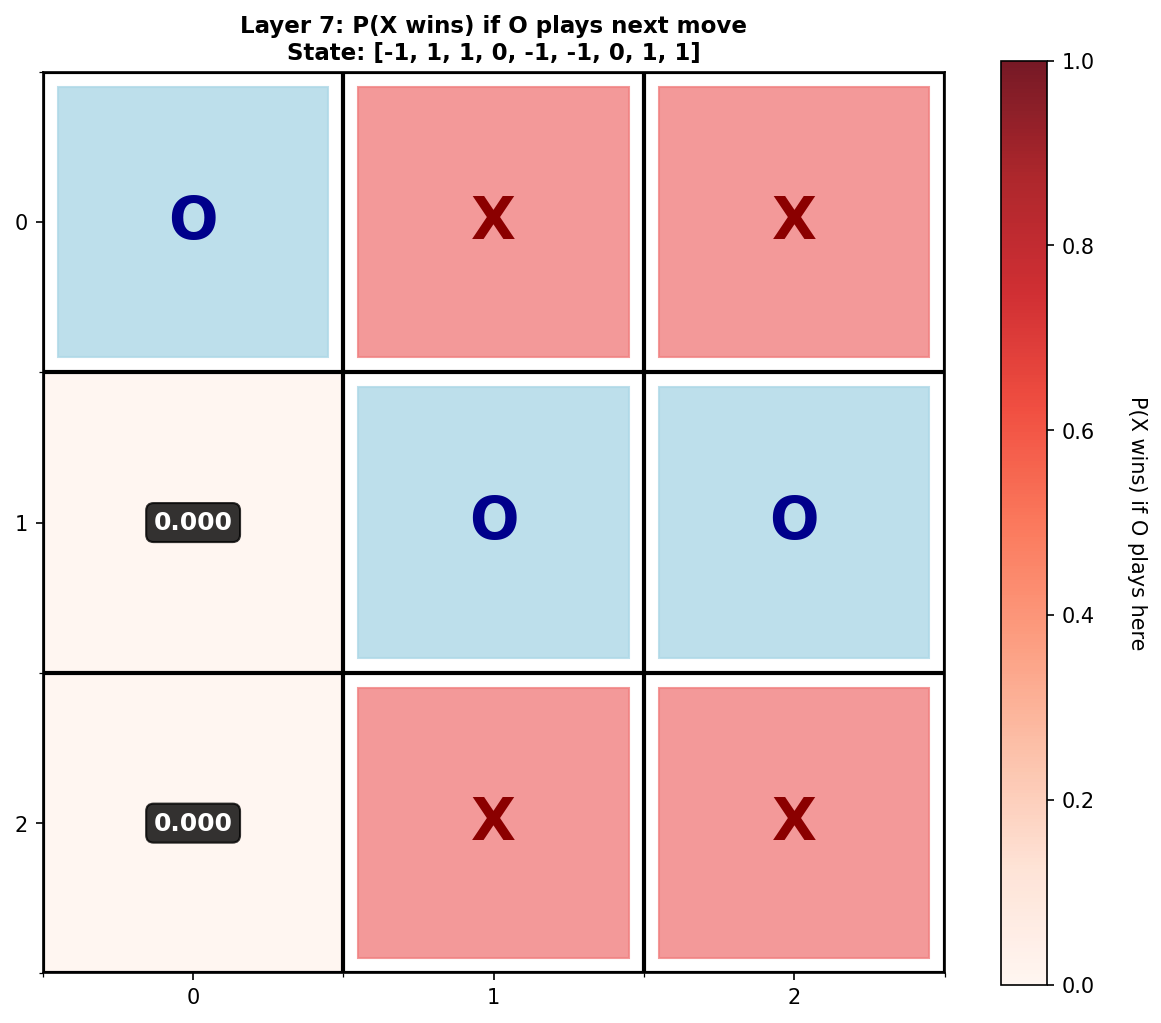 Layer 7: P(X wins) if O plays next move
State: [-1, 1, 1, 0, -1, -1, 0, 1, 1]
0
O
X
X
1
0.000
O
O
2
0.000
X
X
0
1
2
1.0
0.8
0.6
0.4
0.2
0.0
P(X wins) if O plays here